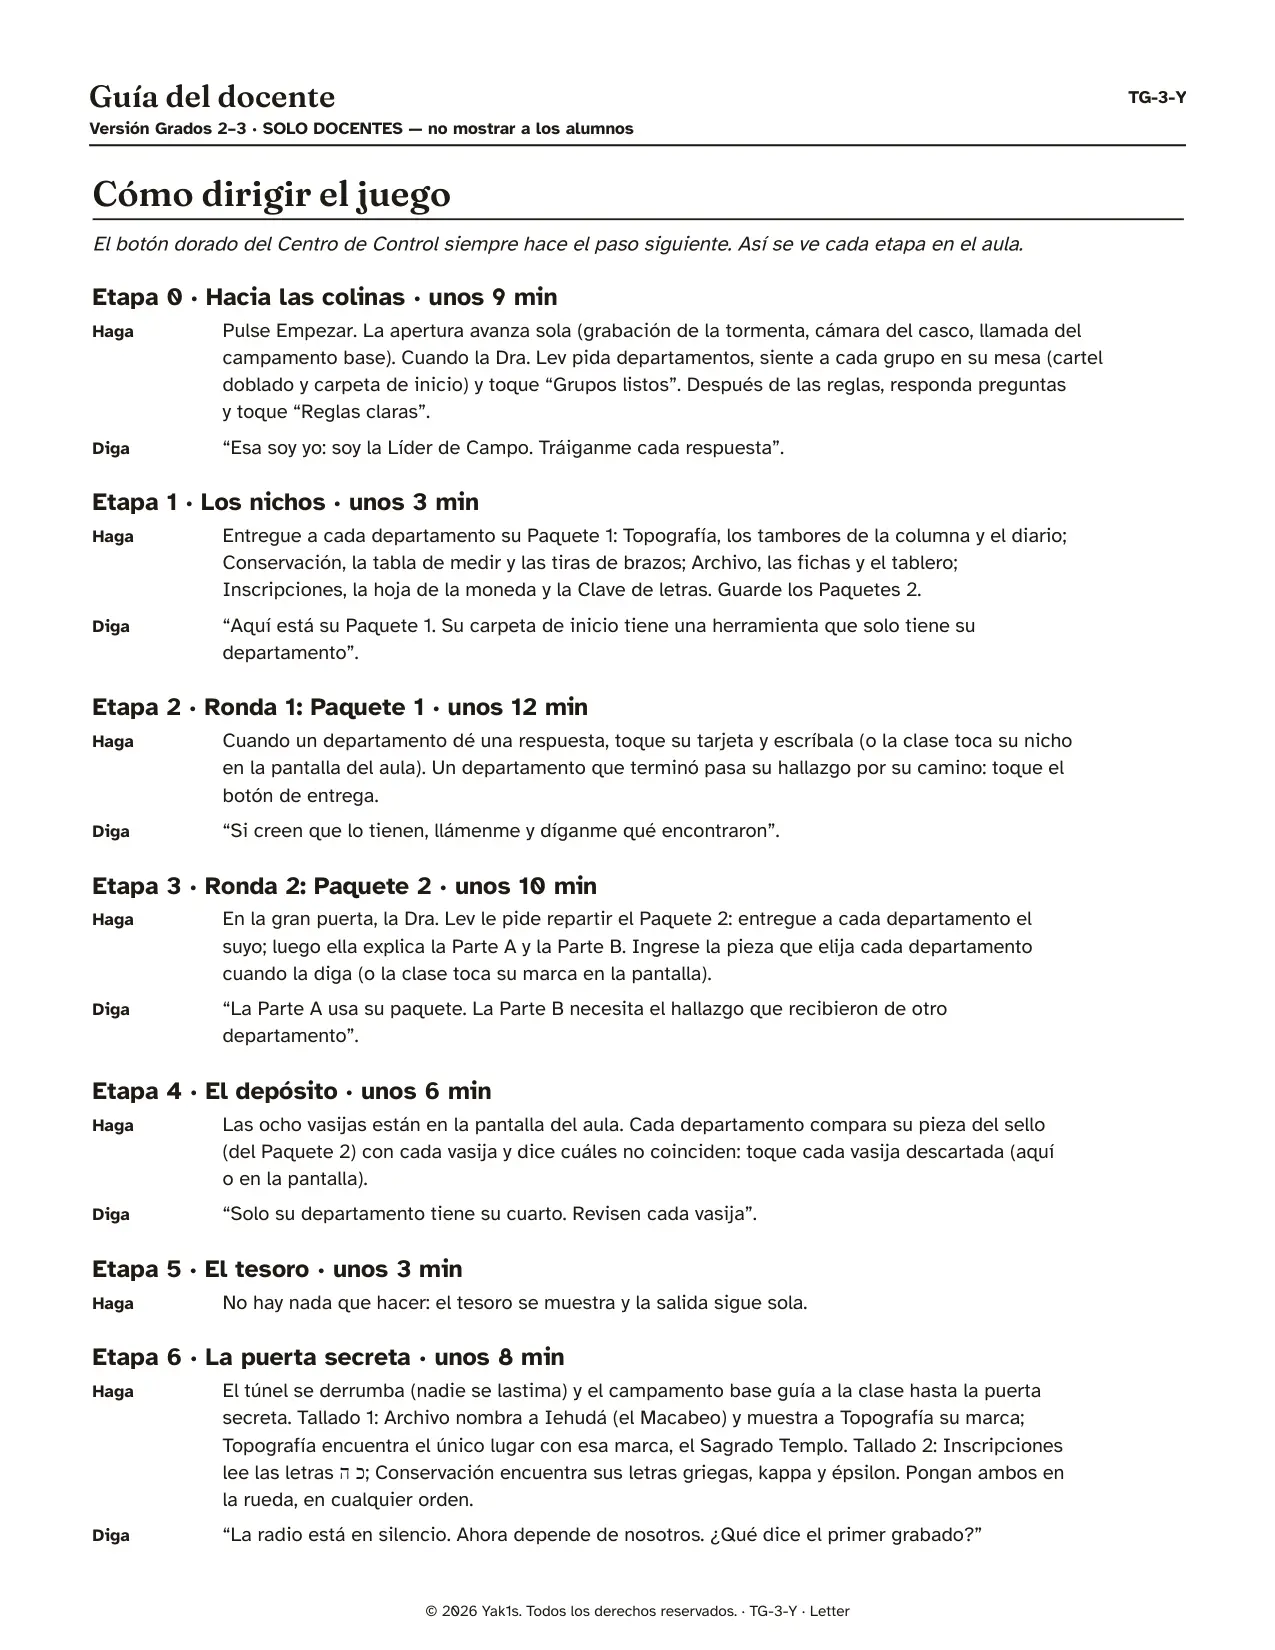 Guía del docente
TG-3-Y
Versión Grados 2–3 · SOLO DOCENTES — no mostrar a los alumnos
Cómo dirigir el juego
El botón dorado del Centro de Control siempre hace el paso siguiente. Así se ve cada etapa en el aula.
Etapa 0 · Hacia las colinas · unos 9 min
Haga Pulse Empezar. La apertura avanza sola (grabación de la tormenta, cámara del casco, llamada del
campamento base). Cuando la Dra. Lev pida departamentos, siente a cada grupo en su mesa (cartel
doblado y carpeta de inicio) y toque “Grupos listos”. Después de las reglas, responda preguntas
y toque “Reglas claras”.
Diga “Esa soy yo: soy la Líder de Campo. Tráiganme cada respuesta”.
Etapa 1 · Los nichos · unos 3 min
Haga Entregue a cada departamento su Paquete 1: Topografía, los tambores de la columna y el diario;
Conservación, la tabla de medir y las tiras de brazos; Archivo, las fichas y el tablero;
Inscripciones, la hoja de la moneda y la Clave de letras. Guarde los Paquetes 2.
Diga “Aquí está su Paquete 1. Su carpeta de inicio tiene una herramienta que solo tiene su
departamento”.
Etapa 2 · Ronda 1: Paquete 1 · unos 12 min
Haga Cuando un departamento dé una respuesta, toque su tarjeta y escríbala (o la clase toca su nicho
en la pantalla del aula). Un departamento que terminó pasa su hallazgo por su camino: toque el
botón de entrega.
Diga “Si creen que lo tienen, llámenme y díganme qué encontraron”.
Etapa 3 · Ronda 2: Paquete 2 · unos 10 min
Haga En la gran puerta, la Dra. Lev le pide repartir el Paquete 2: entregue a cada departamento el
suyo; luego ella explica la Parte A y la Parte B. Ingrese la pieza que elija cada departamento
cuando la diga (o la clase toca su marca en la pantalla).
Diga “La Parte A usa su paquete. La Parte B necesita el hallazgo que recibieron de otro
departamento”.
Etapa 4 · El depósito · unos 6 min
Haga Las ocho vasijas están en la pantalla del aula. Cada departamento compara su pieza del sello
(del Paquete 2) con cada vasija y dice cuáles no coinciden: toque cada vasija descartada (aquí
o en la pantalla).
Diga “Solo su departamento tiene su cuarto. Revisen cada vasija”.
Etapa 5 · El tesoro · unos 3 min
Haga No hay nada que hacer: el tesoro se muestra y la salida sigue sola.
Etapa 6 · La puerta secreta · unos 8 min
Haga El túnel se derrumba (nadie se lastima) y el campamento base guía a la clase hasta la puerta
secreta. Tallado 1: Archivo nombra a Iehudá (el Macabeo) y muestra a Topografía su marca;
Topografía encuentra el único lugar con esa marca, el Sagrado Templo. Tallado 2: Inscripciones
lee las letras כ ה; Conservación encuentra sus letras griegas, kappa y épsilon. Pongan ambos en
la rueda, en cualquier orden.
Diga “La radio está en silencio. Ahora depende de nosotros. ¿Qué dice el primer grabado?”
© 2026 Yak1s. Todos los derechos reservados. · TG-3-Y · Letter